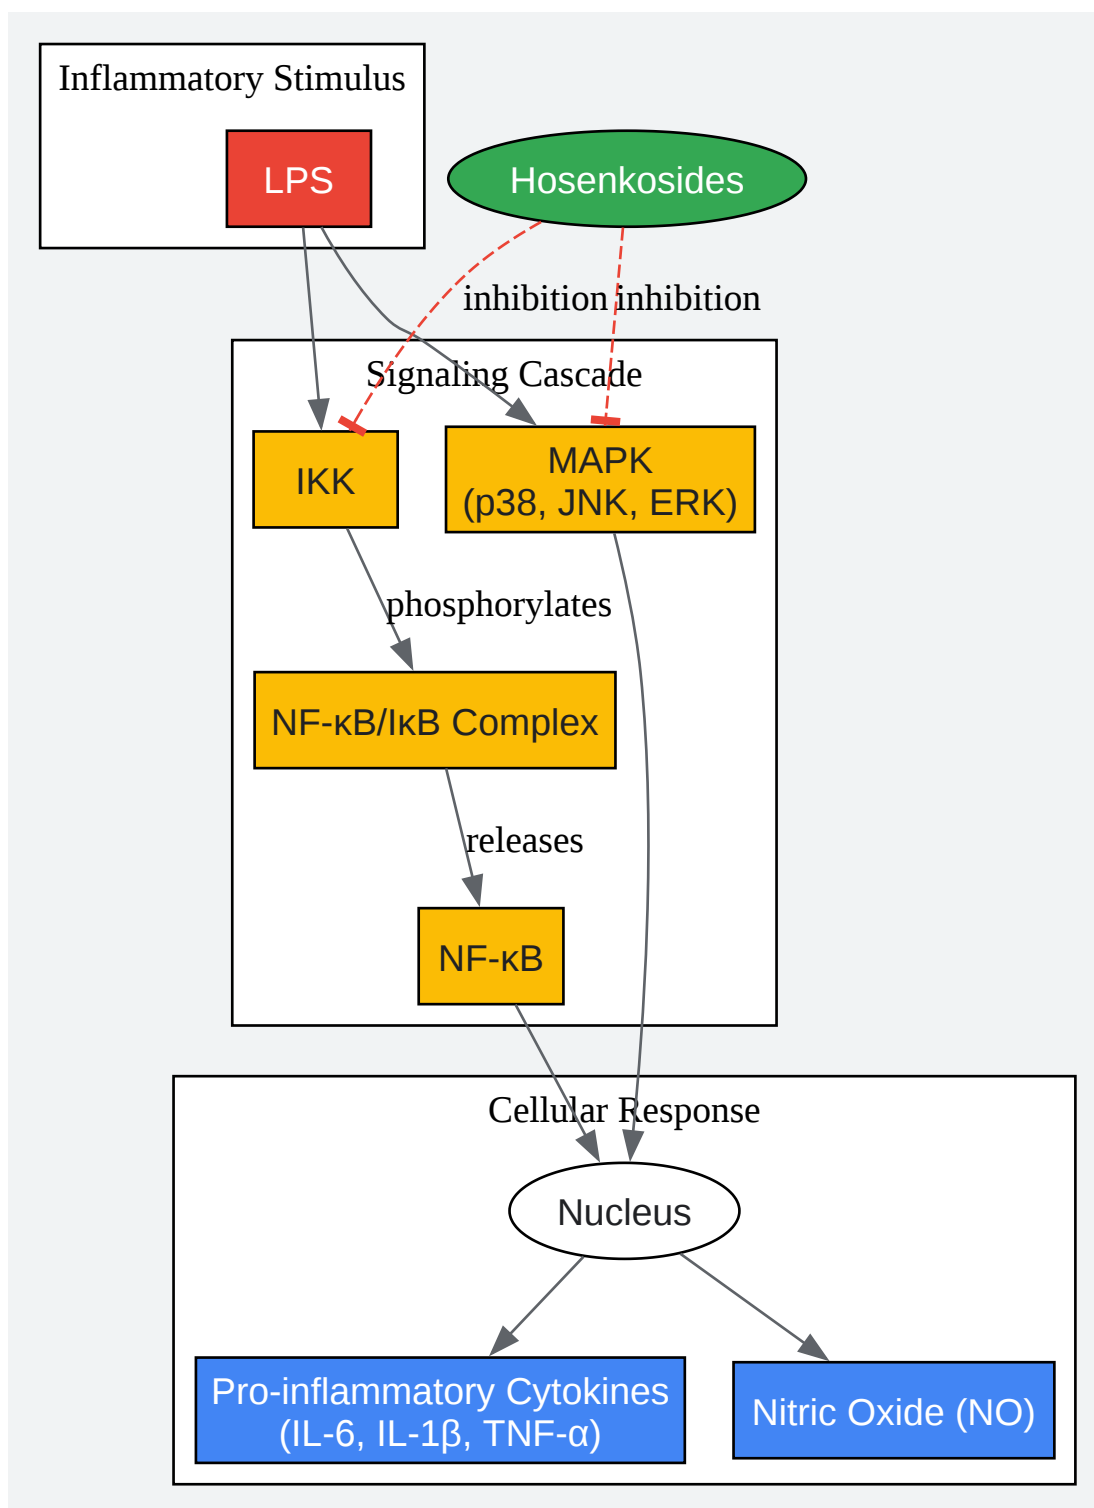 Inflammatory Stimulus
LPS
Hosenkosides
inhibition
inhibition
Signaling Cascade
IKK
MAPK
(p38, JNK, ERK)
phosphorylates
NF-κB/IκB Complex
releases
NF-κB
Cellular Response
Nucleus
Pro-inflammatory Cytokines
(IL-6, IL-1β, TNF-α)
Nitric Oxide (NO)